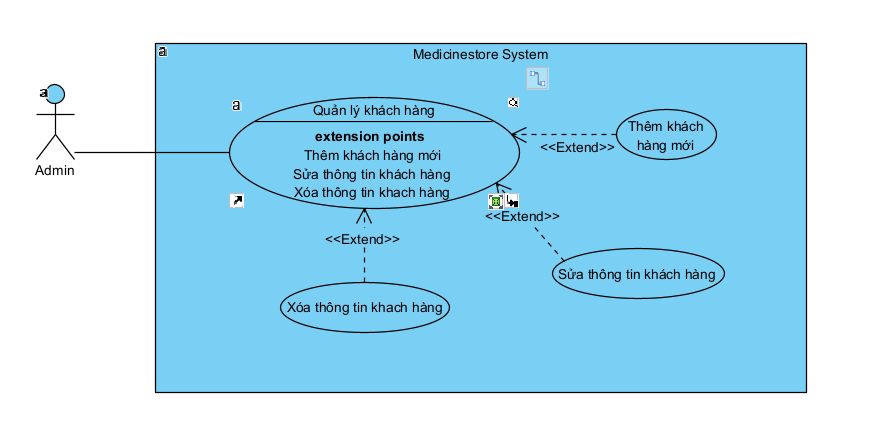 a
Medicinestore System
a
Admin
a
Quản lý khách hàng
extension points
Thêm khách hàng mới
Sửa thông tin khách hàng
Xóa thông tin khach hàng
<<Extend>>
Thêm khách
hàng mới
<<Extend>>
Sửa thông tin khách hàng
<<Extend>>
Xóa thông tin khach hàng